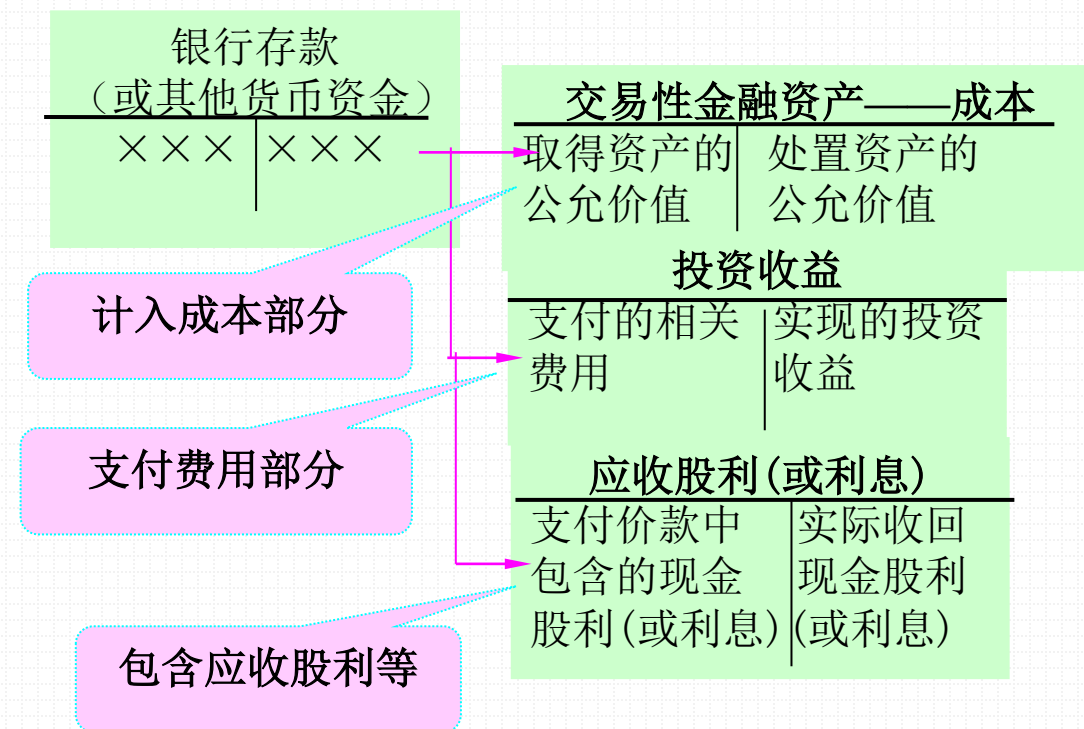 银行存款
（或其他货币资金）
××× ×××
交易性金融资产——成本
取得资产的 处置资产的
公允价值 公允价值
投资收益
支付的相关 实现的投资
费用 收益
应收股利(或利息)
支付价款中 实际收回
包含的现金 现金股利
股利(或利息) (或利息)
计入成本部分
支付费用部分
包含应收股利等